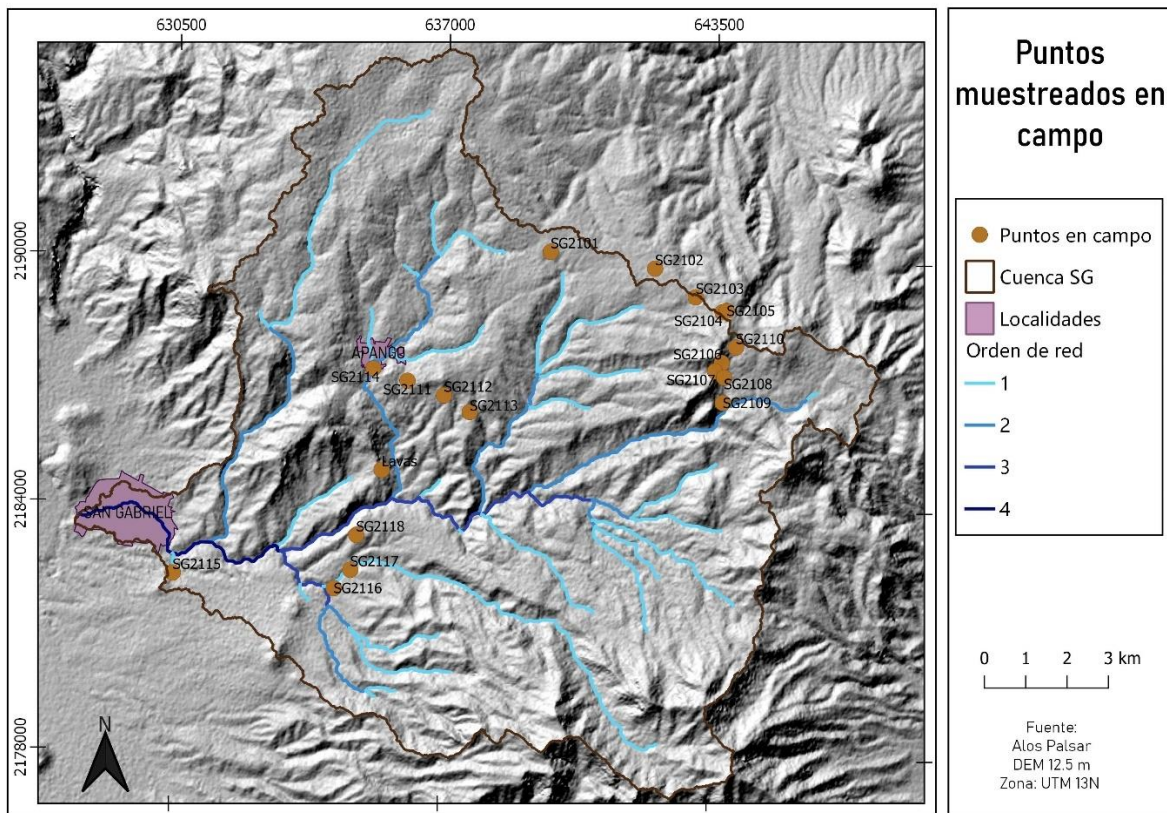 630500
637000
643500
2190000
2184000
2178000
SG2101
SG2102
SG2103
SG2104
SG2105
SG2110
SG2106
SG2107
SG2108
SG2109
APANGO
SG2114
SG2111
SG2112
SG2113
Lavas
SAN GABRIEL
SG2118
SG2115
SG2117
SG2116
N
Puntos
muestreados en
campo
Puntos en campo
Cuenca SG
Localidades
Orden de red
1
2
3
4
0 1 2 3 km
Fuente:
Alos Palsar
DEM 12.5 m
Zona: UTM 13N